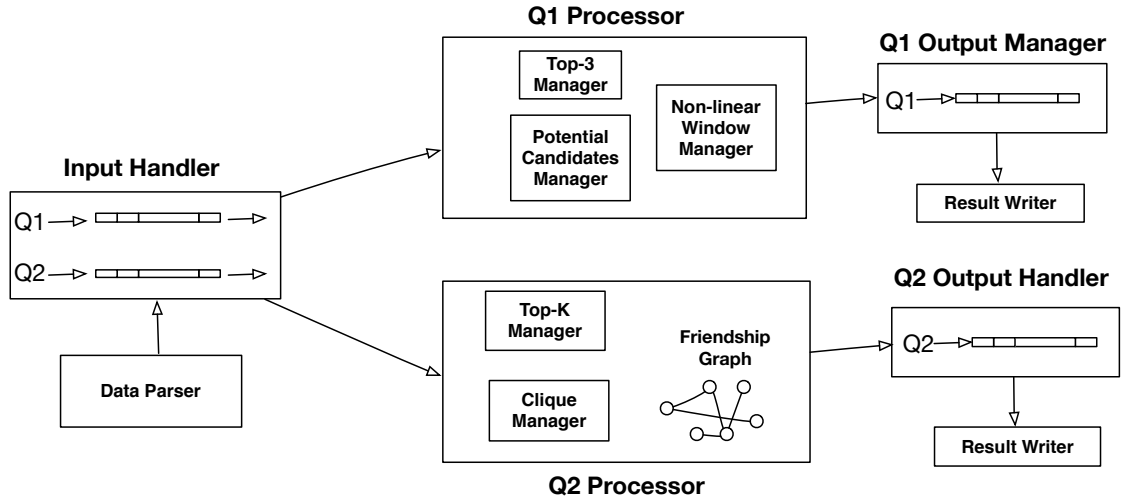 Q1 Processor
Top-3
Manager
Potential
Candidates
Manager
Non-linear
Window
Manager
Q1 Output Manager
Q1
Result Writer
Input Handler
Q1
Q2
Data Parser
Top-K
Manager
Clique
Manager
Friendship
Graph
Q2 Processor
Q2 Output Handler
Q2
Result Writer